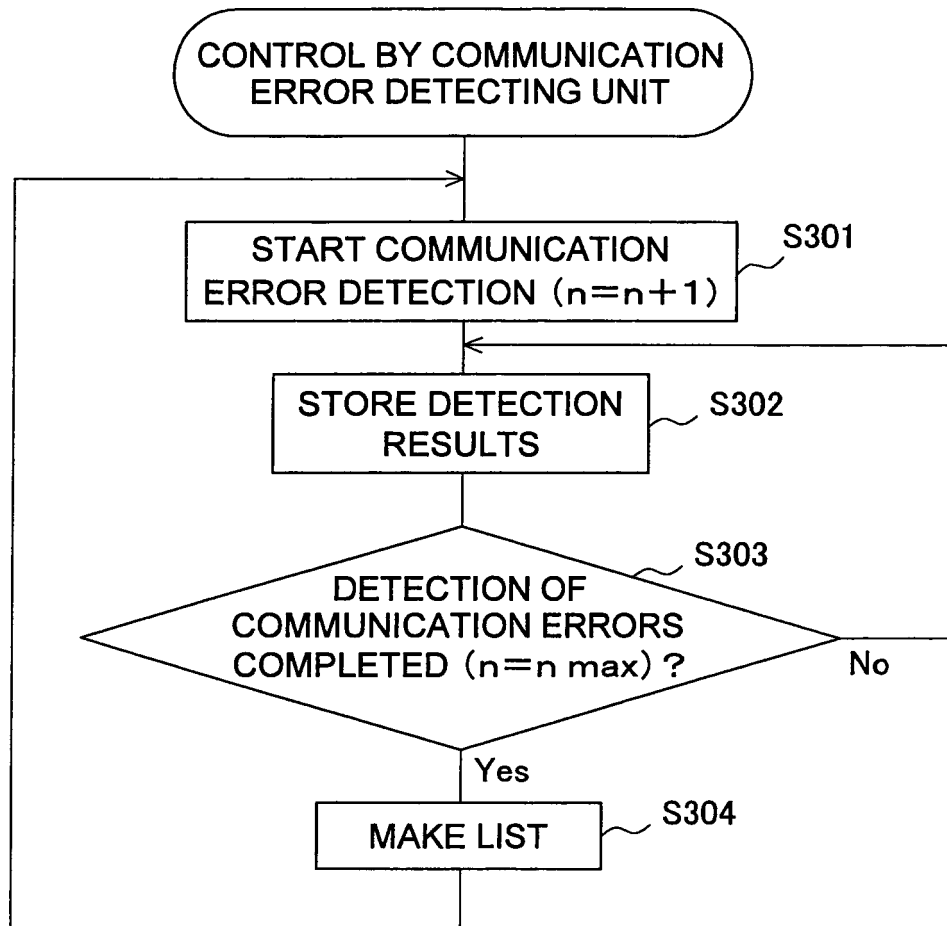 CONTROL BY COMMUNICATION
ERROR DETECTING UNIT
START COMMUNICATION
ERROR DETECTION (n=n+1)
S301
STORE DETECTION
RESULTS
S302
S303
DETECTION OF
COMMUNICATION ERRORS
COMPLETED (n=n max)?
No
Yes
MAKE LIST
S304